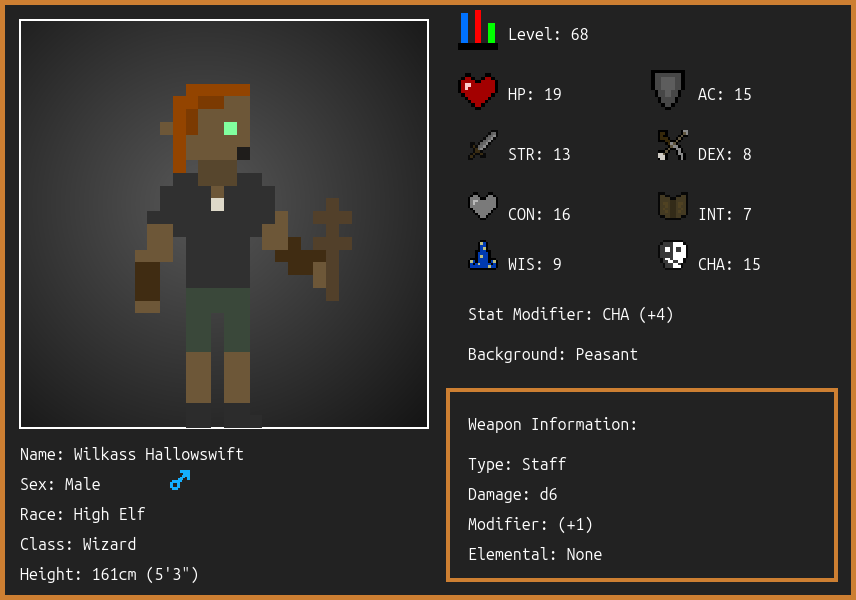 Level: 68
HP: 19
AC: 15
STR: 13
DEX: 8
CON: 16
INT: 7
WIS: 9
CHA: 15
Stat Modifier: CHA (+4)
Background: Peasant
Weapon Information:
Type: Staff
Damage: d6
Modifier: (+1)
Elemental: None
Name: Wilkass Hallowswift
Sex: Male
Race: High Elf
Class: Wizard
Height: 161cm (5'3")